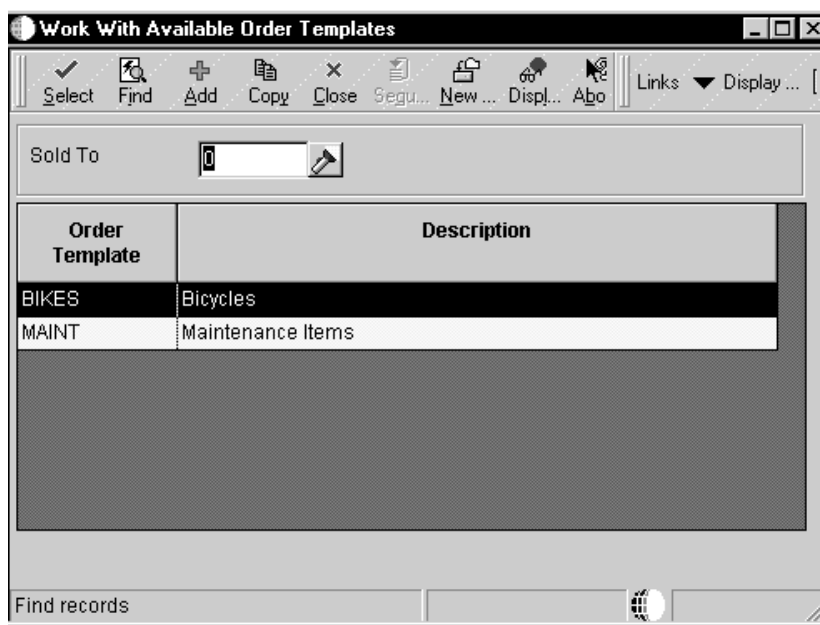 Work With Available Order Templates
Select Find Add Copy Close Sequ... New ... Displ... Abo Links Display ... [
Sold To 0
Order Template Description
BIKES Bicycles
MAINT Maintenance Items
Find records